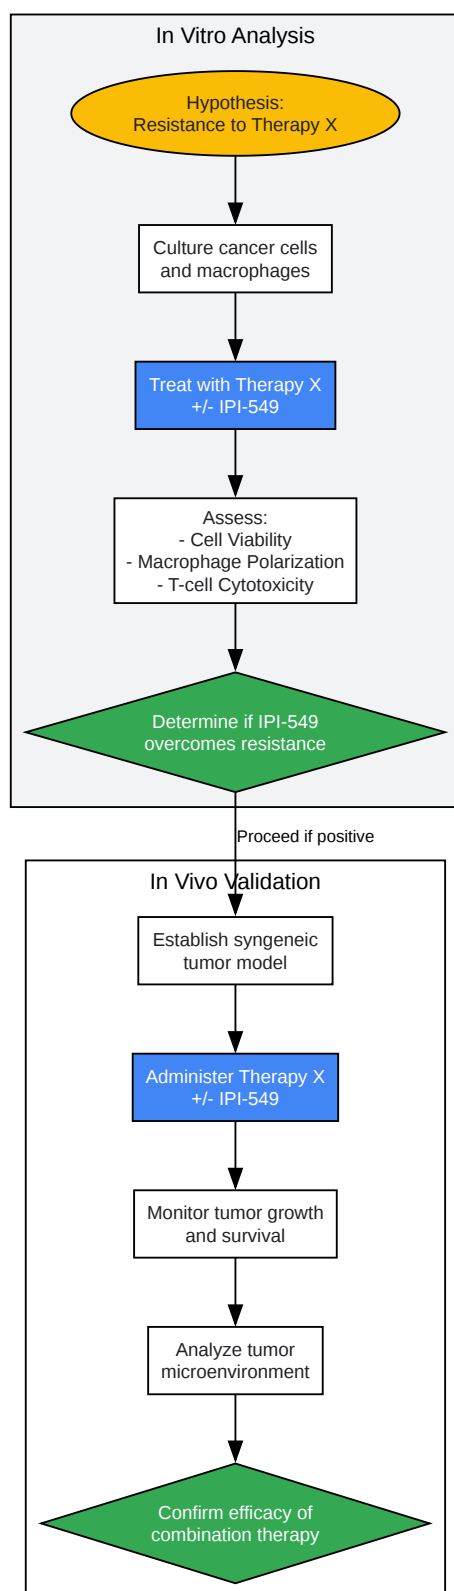 In Vitro Analysis
Hypothesis:
Resistance to Therapy X
Culture cancer cells
and macrophages
Treat with Therapy X
+/- IPI-549
Assess:
- Cell Viability
- Macrophage Polarization
- T-cell Cytotoxicity
Determine if IPI-549
overcomes resistance
Proceed if positive
In Vivo Validation
Establish syngeneic
tumor model
Administer Therapy X
+/- IPI-549
Monitor tumor growth
and survival
Analyze tumor
microenvironment
Confirm efficacy of
combination therapy